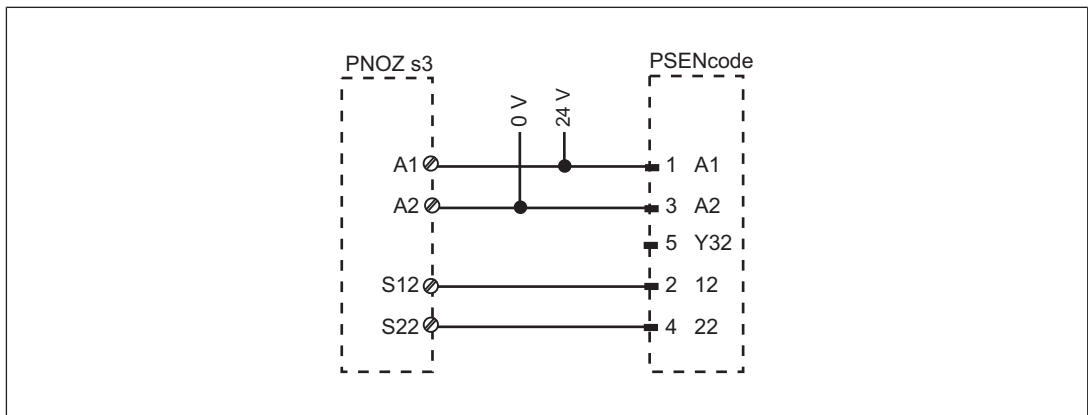 PNOZ s3
PSENcode
0 V
24 V
A1
1 A1
A2
3 A2
5 Y32
S12
2 12
S22
4 22